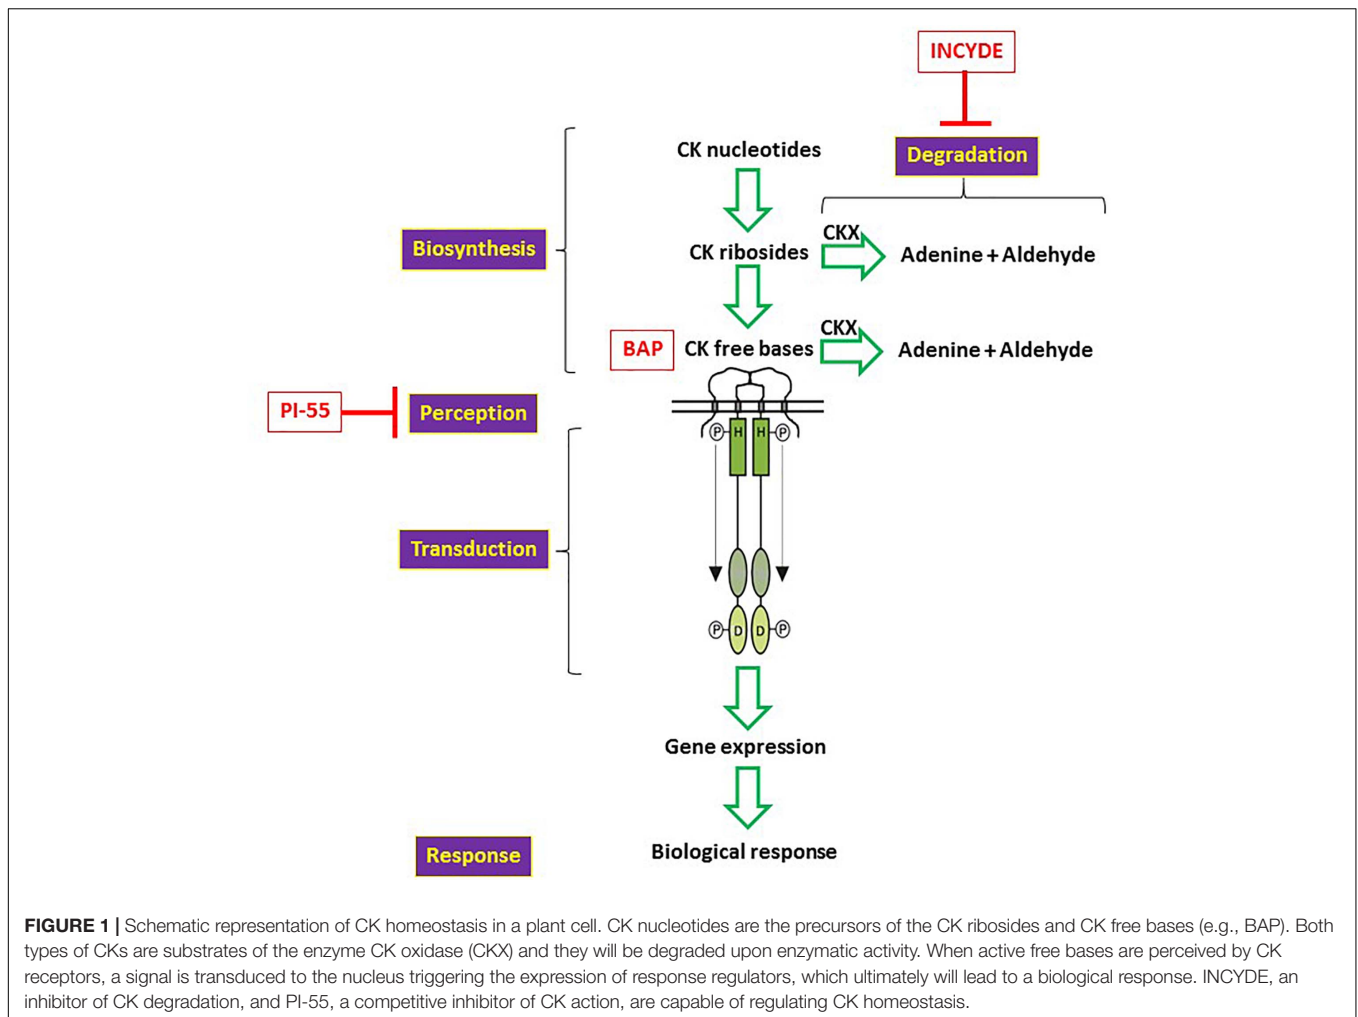 INCYDE
CK nucleotides
Degradation
Biosynthesis
CK ribosides
CKX
Adenine + Aldehyde
BAP
CK free bases
CKX
Adenine + Aldehyde
PI-55
Perception
P H H P
Transduction
P D D P
Gene expression
Response
Biological response
FIGURE 1 | Schematic representation of CK homeostasis in a plant cell. CK nucleotides are the precursors of the CK ribosides and CK free bases (e.g., BAP). Both
types of CKs are substrates of the enzyme CK oxidase (CKX) and they will be degraded upon enzymatic activity. When active free bases are perceived by CK
receptors, a signal is transduced to the nucleus triggering the expression of response regulators, which ultimately will lead to a biological response. INCYDE, an
inhibitor of CK degradation, and PI-55, a competitive inhibitor of CK action, are capable of regulating CK homeostasis.